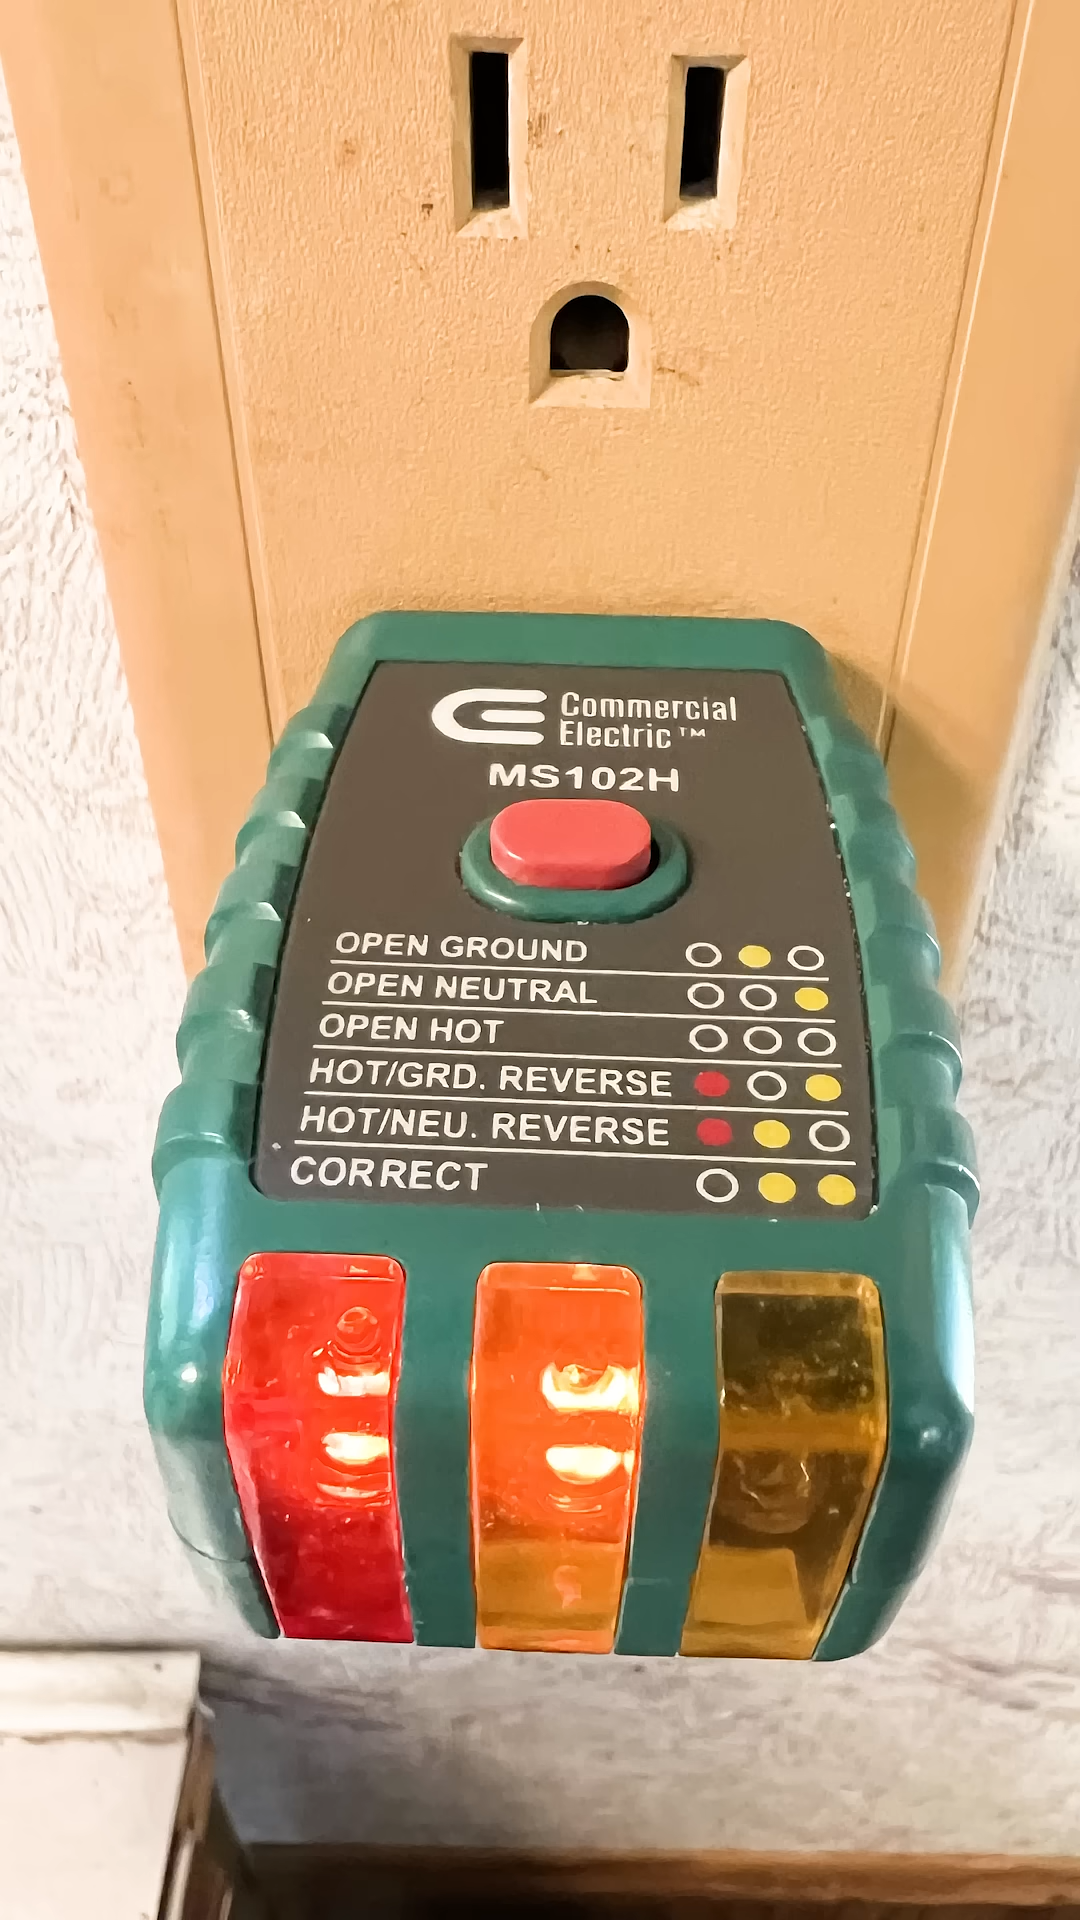 Commercial
Electric™
MS102H
OPEN GROUND
OPEN NEUTRAL
OPEN HOT
HOT/GRD. REVERSE
HOT/NEU. REVERSE
CORRECT